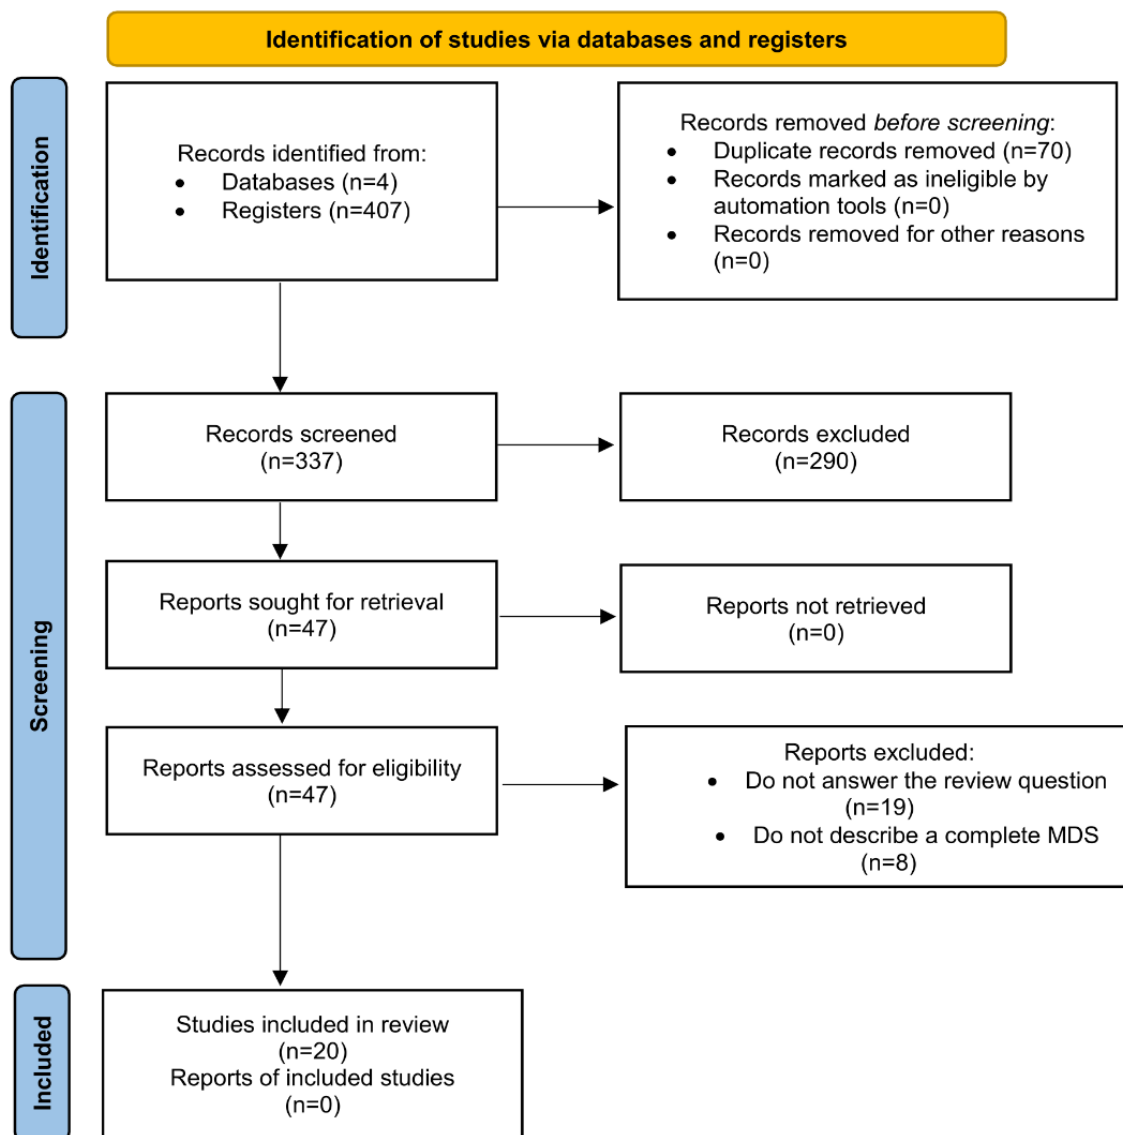 Identification of studies via databases and registers
Identification
Records identified from:
• Databases (n=4)
• Registers (n=407)
Records removed before screening:
• Duplicate records removed (n=70)
• Records marked as ineligible by
automation tools (n=0)
• Records removed for other reasons
(n=0)
Screening
Records screened
(n=337)
Records excluded
(n=290)
Reports sought for retrieval
(n=47)
Reports not retrieved
(n=0)
Reports assessed for eligibility
(n=47)
Reports excluded:
• Do not answer the review question
(n=19)
• Do not describe a complete MDS
(n=8)
Included
Studies included in review
(n=20)
Reports of included studies
(n=0)